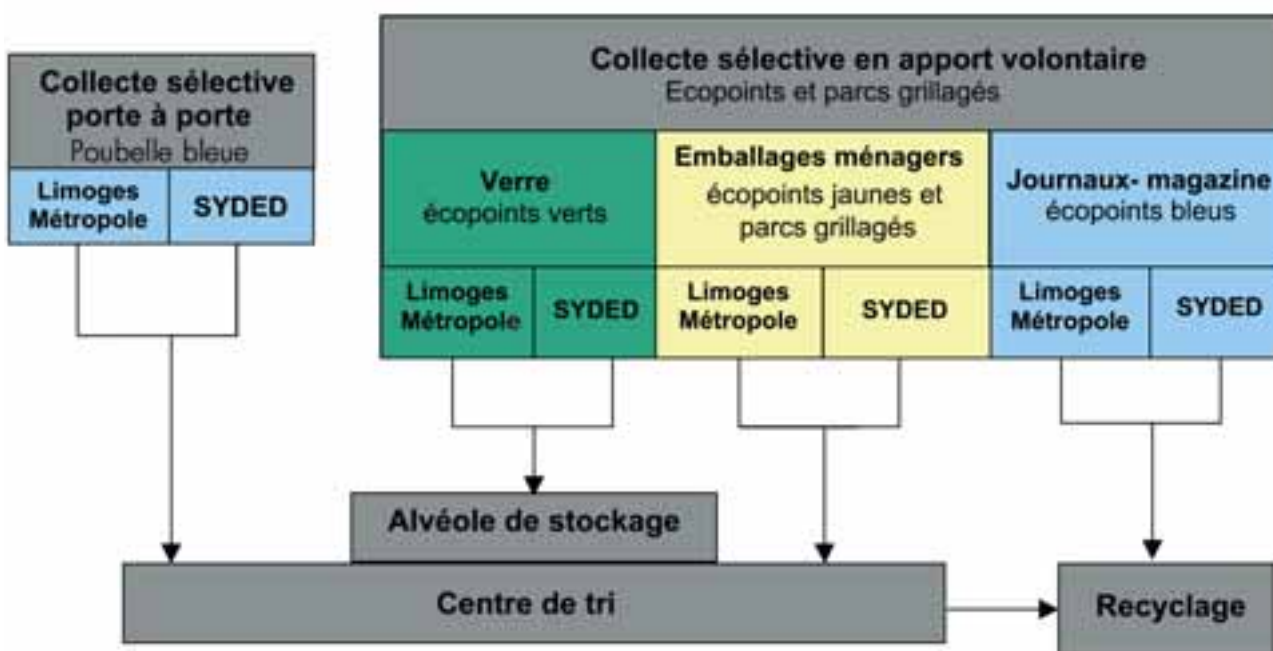 Collecte sélective
porte à porte
Poubelle bleue
Limoges
Métropole
SYDED
Collecte sélective en apport volontaire
Ecopoints et parcs grillagés
Verre
écopoints verts
Emballages ménagers
écopoints jaunes et
parcs grillagés
Journaux- magazine
écopoints bleus
Limoges
Métropole
SYDED
Limoges
Métropole
SYDED
Limoges
Métropole
SYDED
Alvéole de stockage
Centre de tri
Recyclage